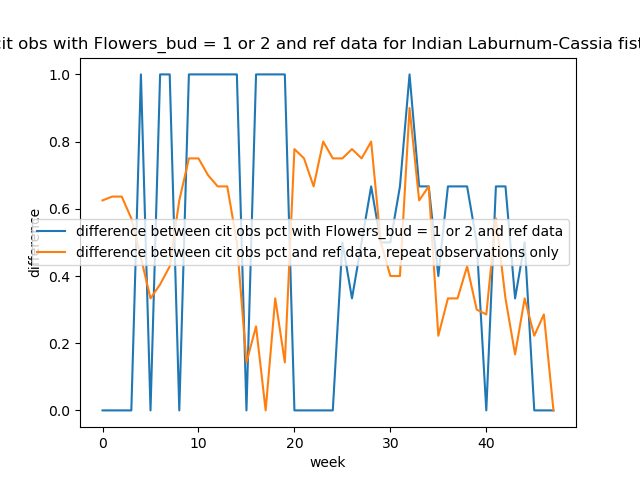 cit obs with Flowers_bud = 1 or 2 and ref data for Indian Laburnum-Cassia fist
1.0
0.8
0.6
0.4
0.2
0.0
difference
difference between cit obs pct with Flowers_bud = 1 or 2 and ref data
difference between cit obs pct and ref data, repeat observations only
0 10 20 30 40
week